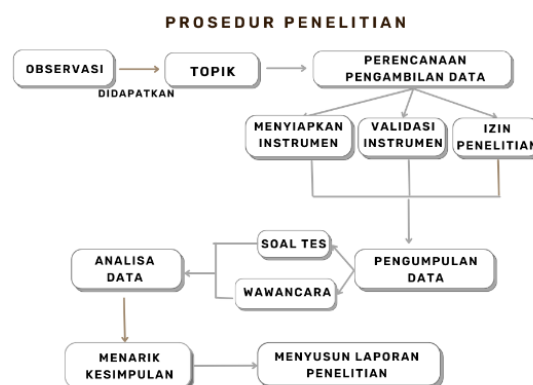 PROSEDUR PENELITIAN
OBSERVASI
DIDAPATKAN
TOPIK
PERENCANAAN
PENGAMBILAN DATA
MENYIAPKAN
INSTRUMEN
VALIDASI
INSTRUMEN
IZIN
PENELITIAN
PENGUMPULAN
DATA
SOAL TES
WAWANCARA
ANALISA
DATA
MENARIK
KESIMPULAN
MENYUSUN LAPORAN
PENELITIAN